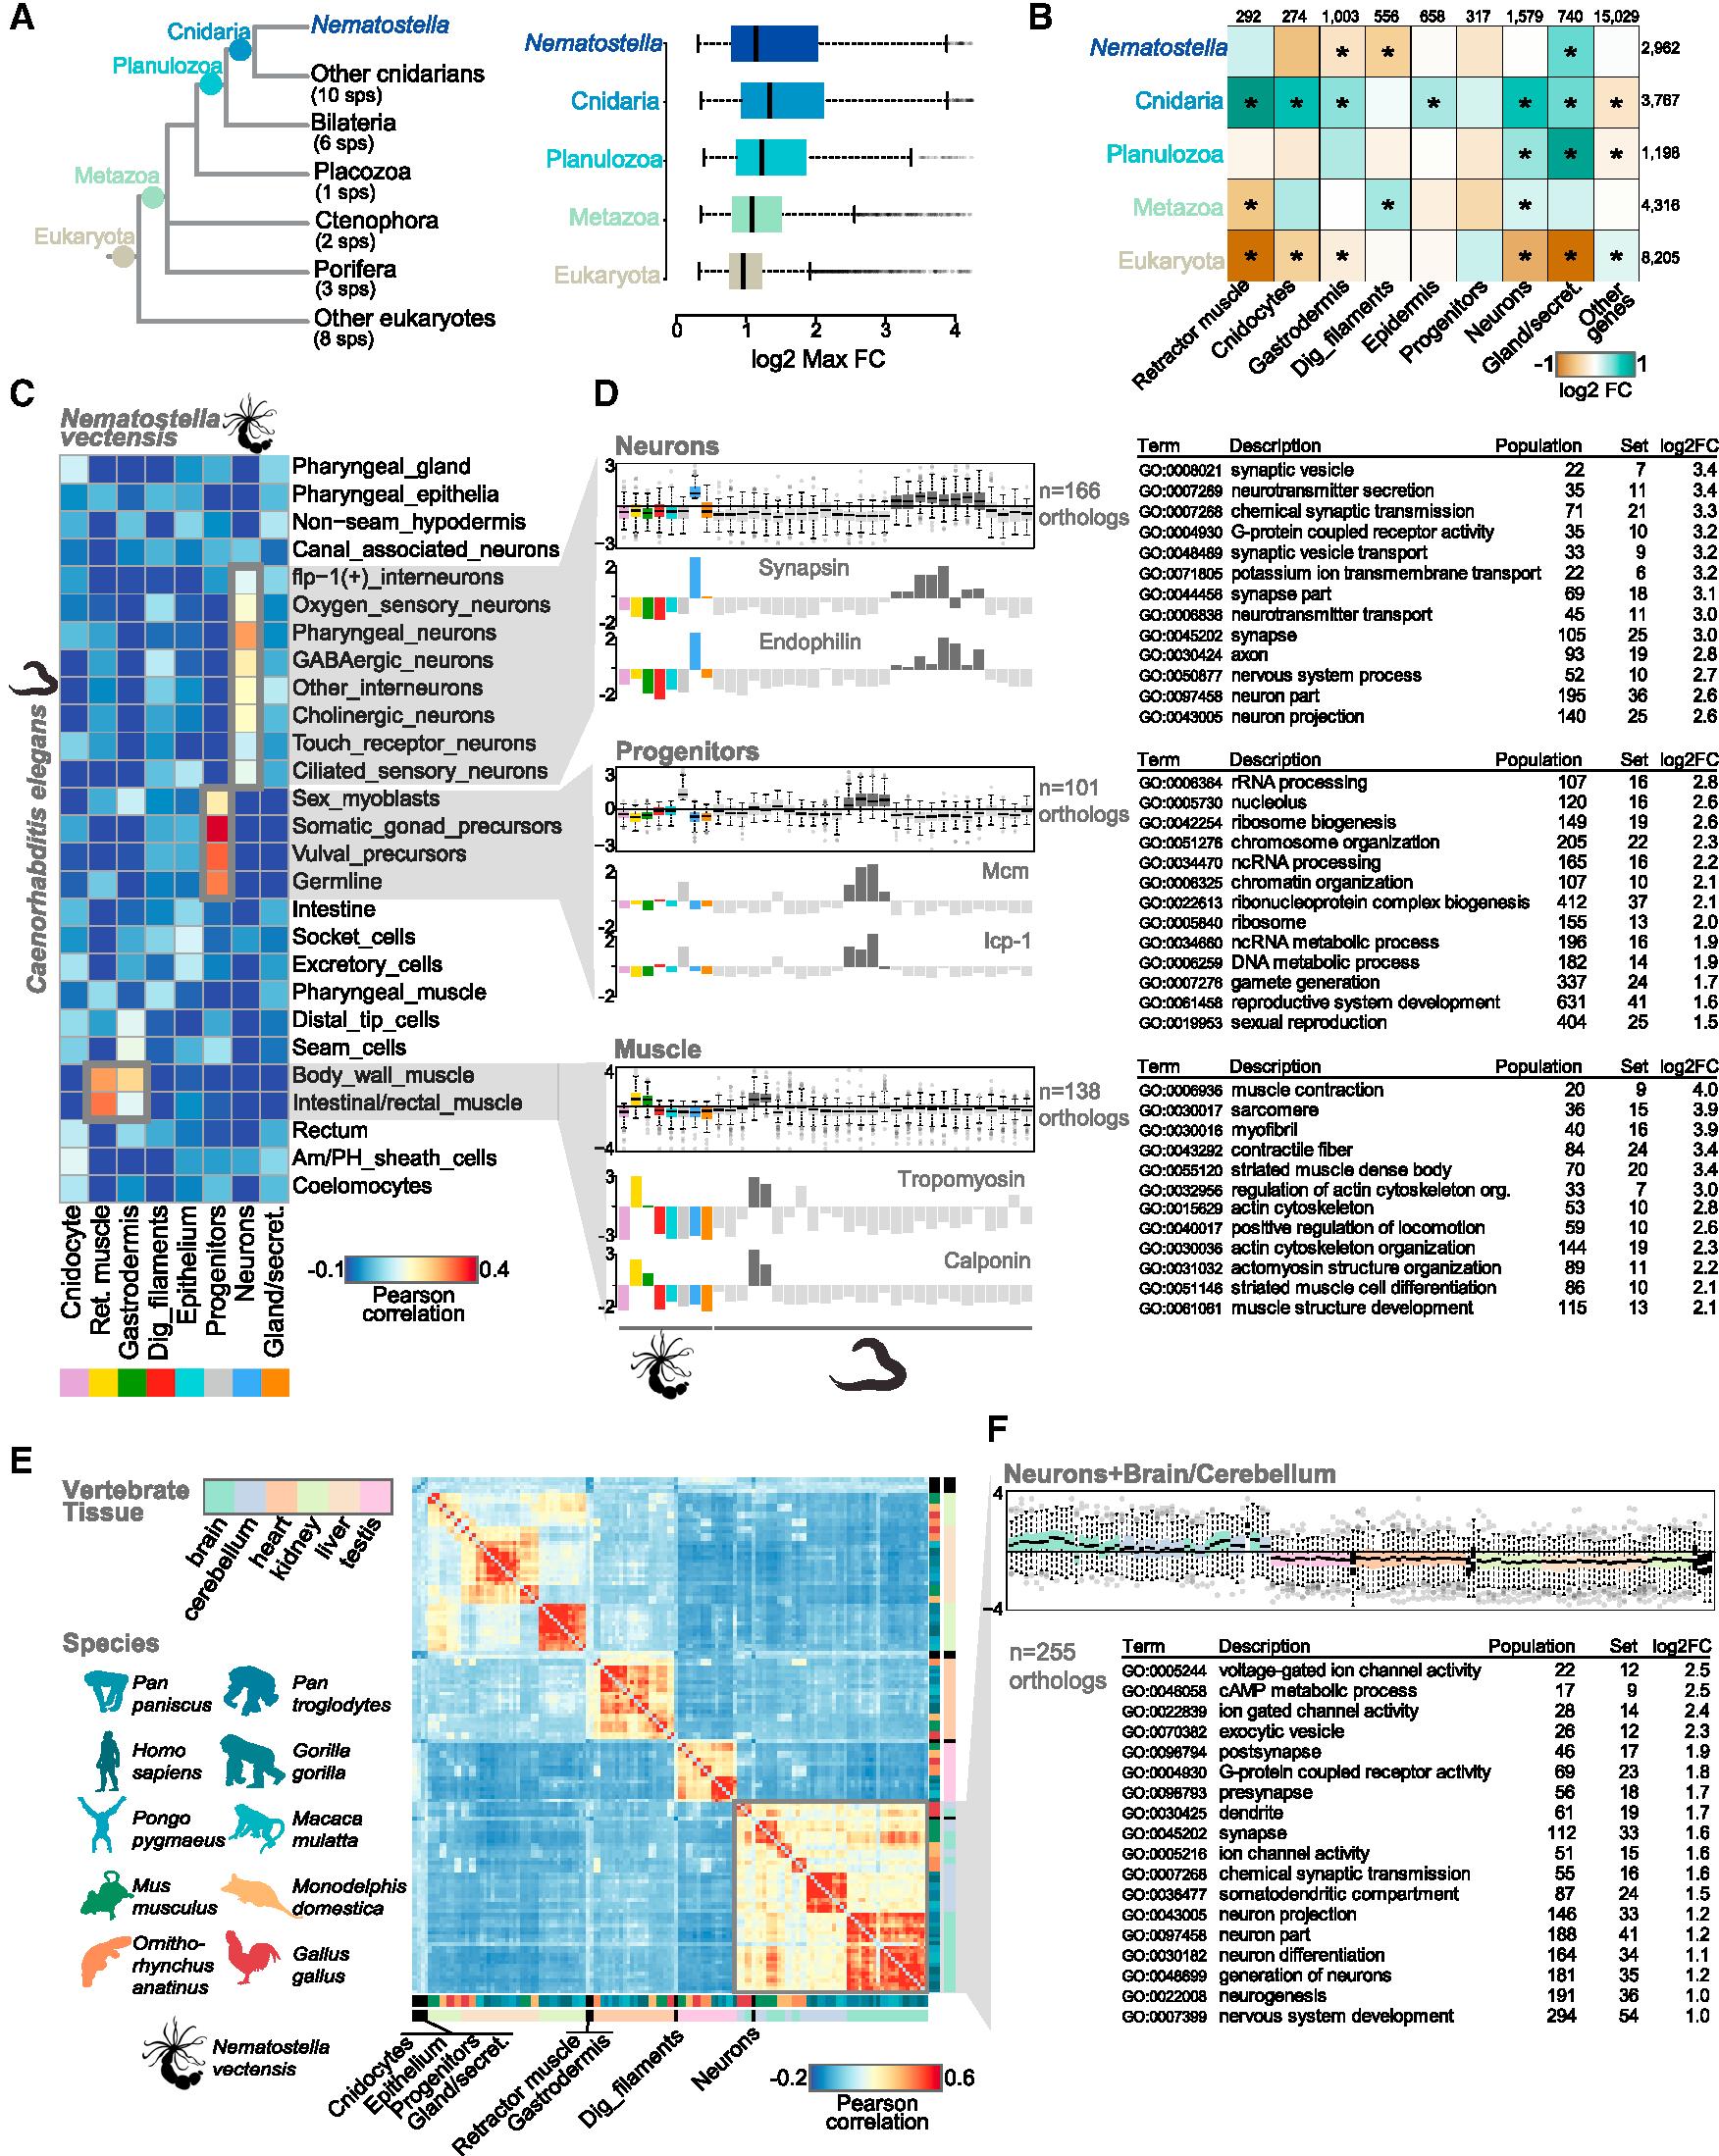 A
Cnidaria
Nematostella
Planulozoa
Other cnidarians
(10 sps)
Bilateria
(6 sps)
Metazoa
Placozoa
(1 sps)
Ctenophora
(2 sps)
Eukaryota
Porifera
(3 sps)
Other eukaryotes
(8 sps)
Nematostella
Cnidaria
Planulozoa
Metazoa
Eukaryota
0 1 2 3 4
log2 Max FC
B
292 274 1,003 556 658 317 1,579 740 15,029
Nematostella * * * 2,962
Cnidaria * * * * * * * 3,767
Planulozoa * * * 1,198
Metazoa * * * 4,316
Eukaryota * * * * * * 8,205
Retractor muscle
Cnidocytes
Gastrodermis
Dig_filaments
Epidermis
Progenitors
Neurons
Gland/secret.
Other genes
-1 1
log2 FC
C
Nematostella
vectensis
Caenorhabditis elegans
Pharyngeal_gland
Pharyngeal_epithelia
Non−seam_hypodermis
Canal_associated_neurons
flp−1(+)_interneurons
Oxygen_sensory_neurons
Pharyngeal_neurons
GABAergic_neurons
Other_interneurons
Cholinergic_neurons
Touch_receptor_neurons
Ciliated_sensory_neurons
Sex_myoblasts
Somatic_gonad_precursors
Vulval_precursors
Germline
Intestine
Socket_cells
Excretory_cells
Pharyngeal_muscle
Distal_tip_cells
Seam_cells
Body_wall_muscle
Intestinal/rectal_muscle
Rectum
Am/PH_sheath_cells
Coelomocytes
Cnidocyte
Ret. muscle
Gastrodermis
Dig_filaments
Epithelium
Progenitors
Neurons
Gland/secret.
-0.1 0.4
Pearson
correlation
D
Neurons
3
−3
n=166
orthologs
Synapsin
2
-2
Endophilin
2
-2
Term Description Population Set log2FC
GO:0008021 synaptic vesicle 22 7 3.4
GO:0007269 neurotransmitter secretion 35 11 3.4
GO:0007268 chemical synaptic transmission 71 21 3.3
GO:0004930 G-protein coupled receptor activity 35 10 3.2
GO:0048489 synaptic vesicle transport 33 9 3.2
GO:0071805 potassium ion transmembrane transport 22 6 3.2
GO:0044456 synapse part 69 18 3.1
GO:0006836 neurotransmitter transport 45 11 3.0
GO:0045202 synapse 105 25 3.0
GO:0030424 axon 93 19 2.8
GO:0050877 nervous system process 52 10 2.7
GO:0097458 neuron part 195 36 2.6
GO:0043005 neuron projection 140 25 2.6
Progenitors
3
0
−3
n=101
orthologs
Mcm
2
-2
Icp-1
2
-2
Term Description Population Set log2FC
GO:0006364 rRNA processing 107 16 2.8
GO:0005730 nucleolus 120 16 2.6
GO:0042254 ribosome biogenesis 149 19 2.6
GO:0051276 chromosome organization 205 22 2.3
GO:0034470 ncRNA processing 165 16 2.2
GO:0006325 chromatin organization 107 10 2.1
GO:0022613 ribonucleoprotein complex biogenesis 412 37 2.1
GO:0005840 ribosome 155 13 2.0
GO:0034660 ncRNA metabolic process 196 16 1.9
GO:0006259 DNA metabolic process 182 14 1.9
GO:0007276 gamete generation 337 24 1.7
GO:0061458 reproductive system development 631 41 1.6
GO:0019953 sexual reproduction 404 25 1.5
Muscle
4
−4
n=138
orthologs
Tropomyosin
3
-3
Calponin
3
-2
Term Description Population Set log2FC
GO:0006936 muscle contraction 20 9 4.0
GO:0030017 sarcomere 36 15 3.9
GO:0030016 myofibril 40 16 3.9
GO:0043292 contractile fiber 84 24 3.4
GO:0055120 striated muscle dense body 70 20 3.4
GO:0032956 regulation of actin cytoskeleton org. 33 7 3.0
GO:0015629 actin cytoskeleton 53 10 2.8
GO:0040017 positive regulation of locomotion 59 10 2.6
GO:0030036 actin cytoskeleton organization 144 19 2.3
GO:0031032 actomyosin structure organization 89 11 2.2
GO:0051146 striated muscle cell differentiation 86 10 2.1
GO:0061061 muscle structure development 115 13 2.1
E
Vertebrate
Tissue
brain
cerebellum
heart
kidney
liver
testis
Species
Pan
paniscus
Pan
troglodytes
Homo
sapiens
Gorilla
gorilla
Pongo
pygmaeus
Macaca
mulatta
Mus
musculus
Monodelphis
domestica
Ornitho-
rhynchus
anatinus
Gallus
gallus
Nematostella
vectensis
Cnidocytes
Epithelium
Progenitors
Gland/secret.
Retractor muscle
Gastrodermis
Dig_filaments
Neurons
-0.2 0.6
Pearson
correlation
F
Neurons+Brain/Cerebellum
4
−4
n=255
orthologs
Term Description Population Set log2FC
GO:0005244 voltage-gated ion channel activity 22 12 2.5
GO:0046058 cAMP metabolic process 17 9 2.5
GO:0022839 ion gated channel activity 28 14 2.4
GO:0070382 exocytic vesicle 26 12 2.3
GO:0098794 postsynapse 46 17 1.9
GO:0004930 G-protein coupled receptor activity 69 23 1.8
GO:0098793 presynapse 56 18 1.7
GO:0030425 dendrite 61 19 1.7
GO:0045202 synapse 112 33 1.6
GO:0005216 ion channel activity 51 15 1.6
GO:0007268 chemical synaptic transmission 55 16 1.6
GO:0036477 somatodendritic compartment 87 24 1.5
GO:0043005 neuron projection 146 33 1.2
GO:0097458 neuron part 188 41 1.2
GO:0030182 neuron differentiation 164 34 1.1
GO:0048699 generation of neurons 181 35 1.2
GO:0022008 neurogenesis 191 36 1.0
GO:0007399 nervous system development 294 54 1.0